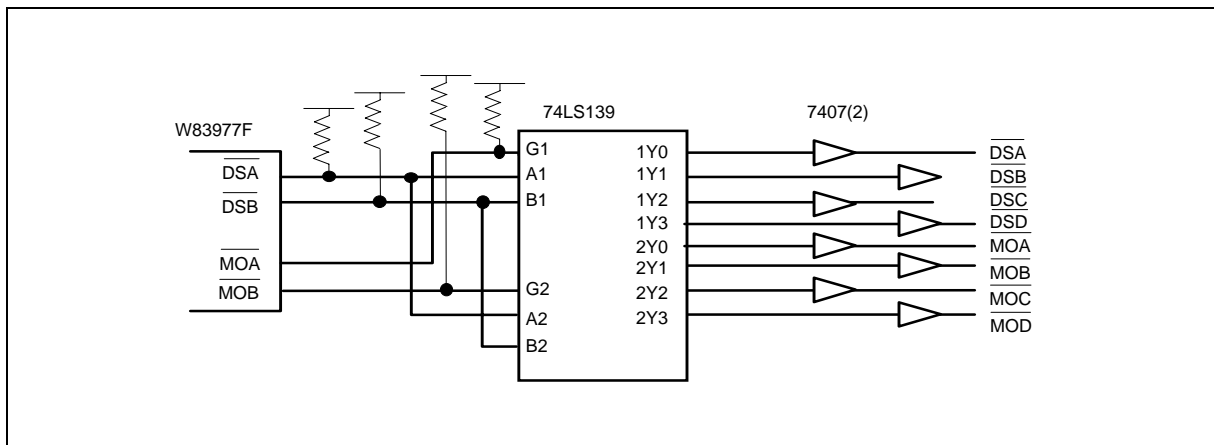 74LS139
7407(2)
W83977F
DSA
DSB
MOA
MOB
G1
A1
B1
G2
A2
B2
1Y0
1Y1
1Y2
1Y3
2Y0
2Y1
2Y2
2Y3
DSA
DSB
DSC
DSD
MOA
MOB
MOC
MOD